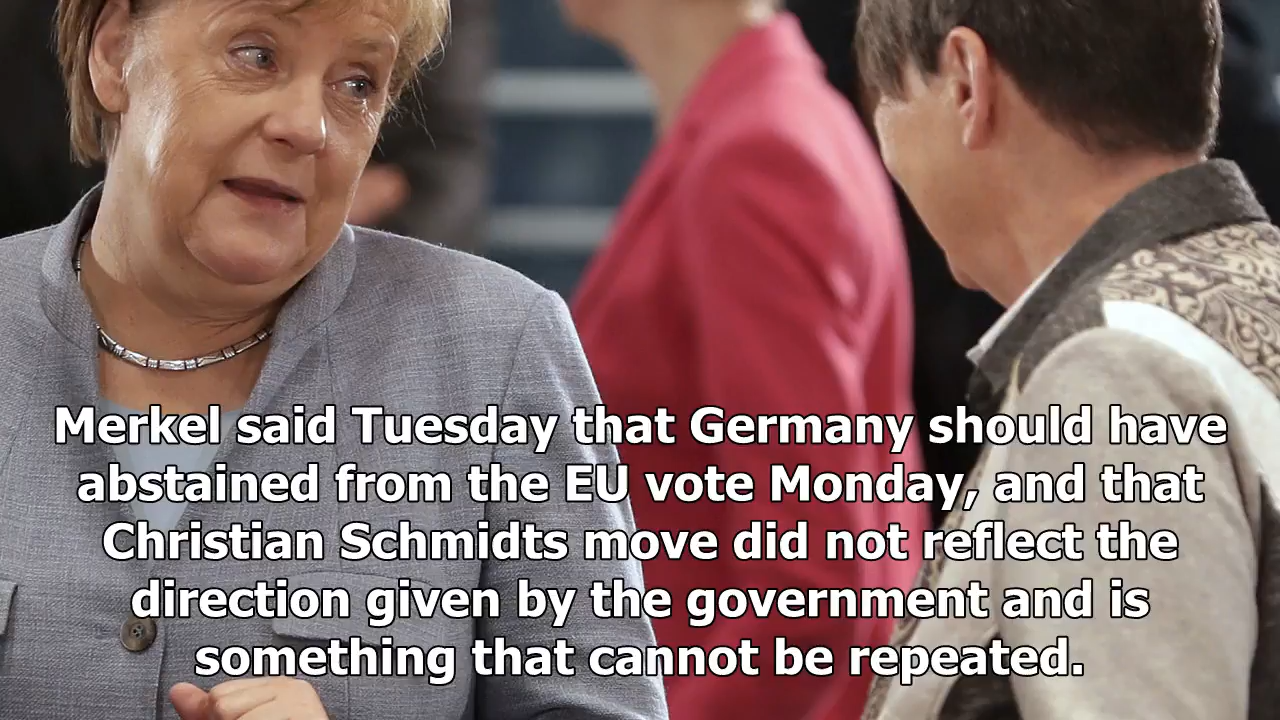 Merkel said Tuesday that Germany should have
abstained from the EU vote Monday, and that
Christian Schmidts move did not reflect the
direction given by the government and is
something that cannot be repeated.